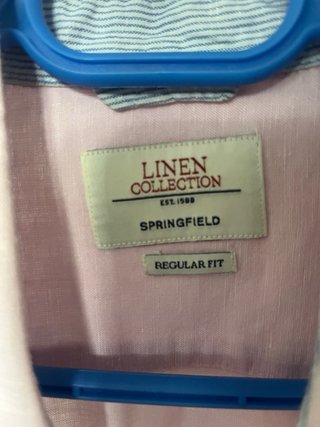 LINEN
COLLECTION
EST. 1988
SPRINGFIELD
REGULAR FIT